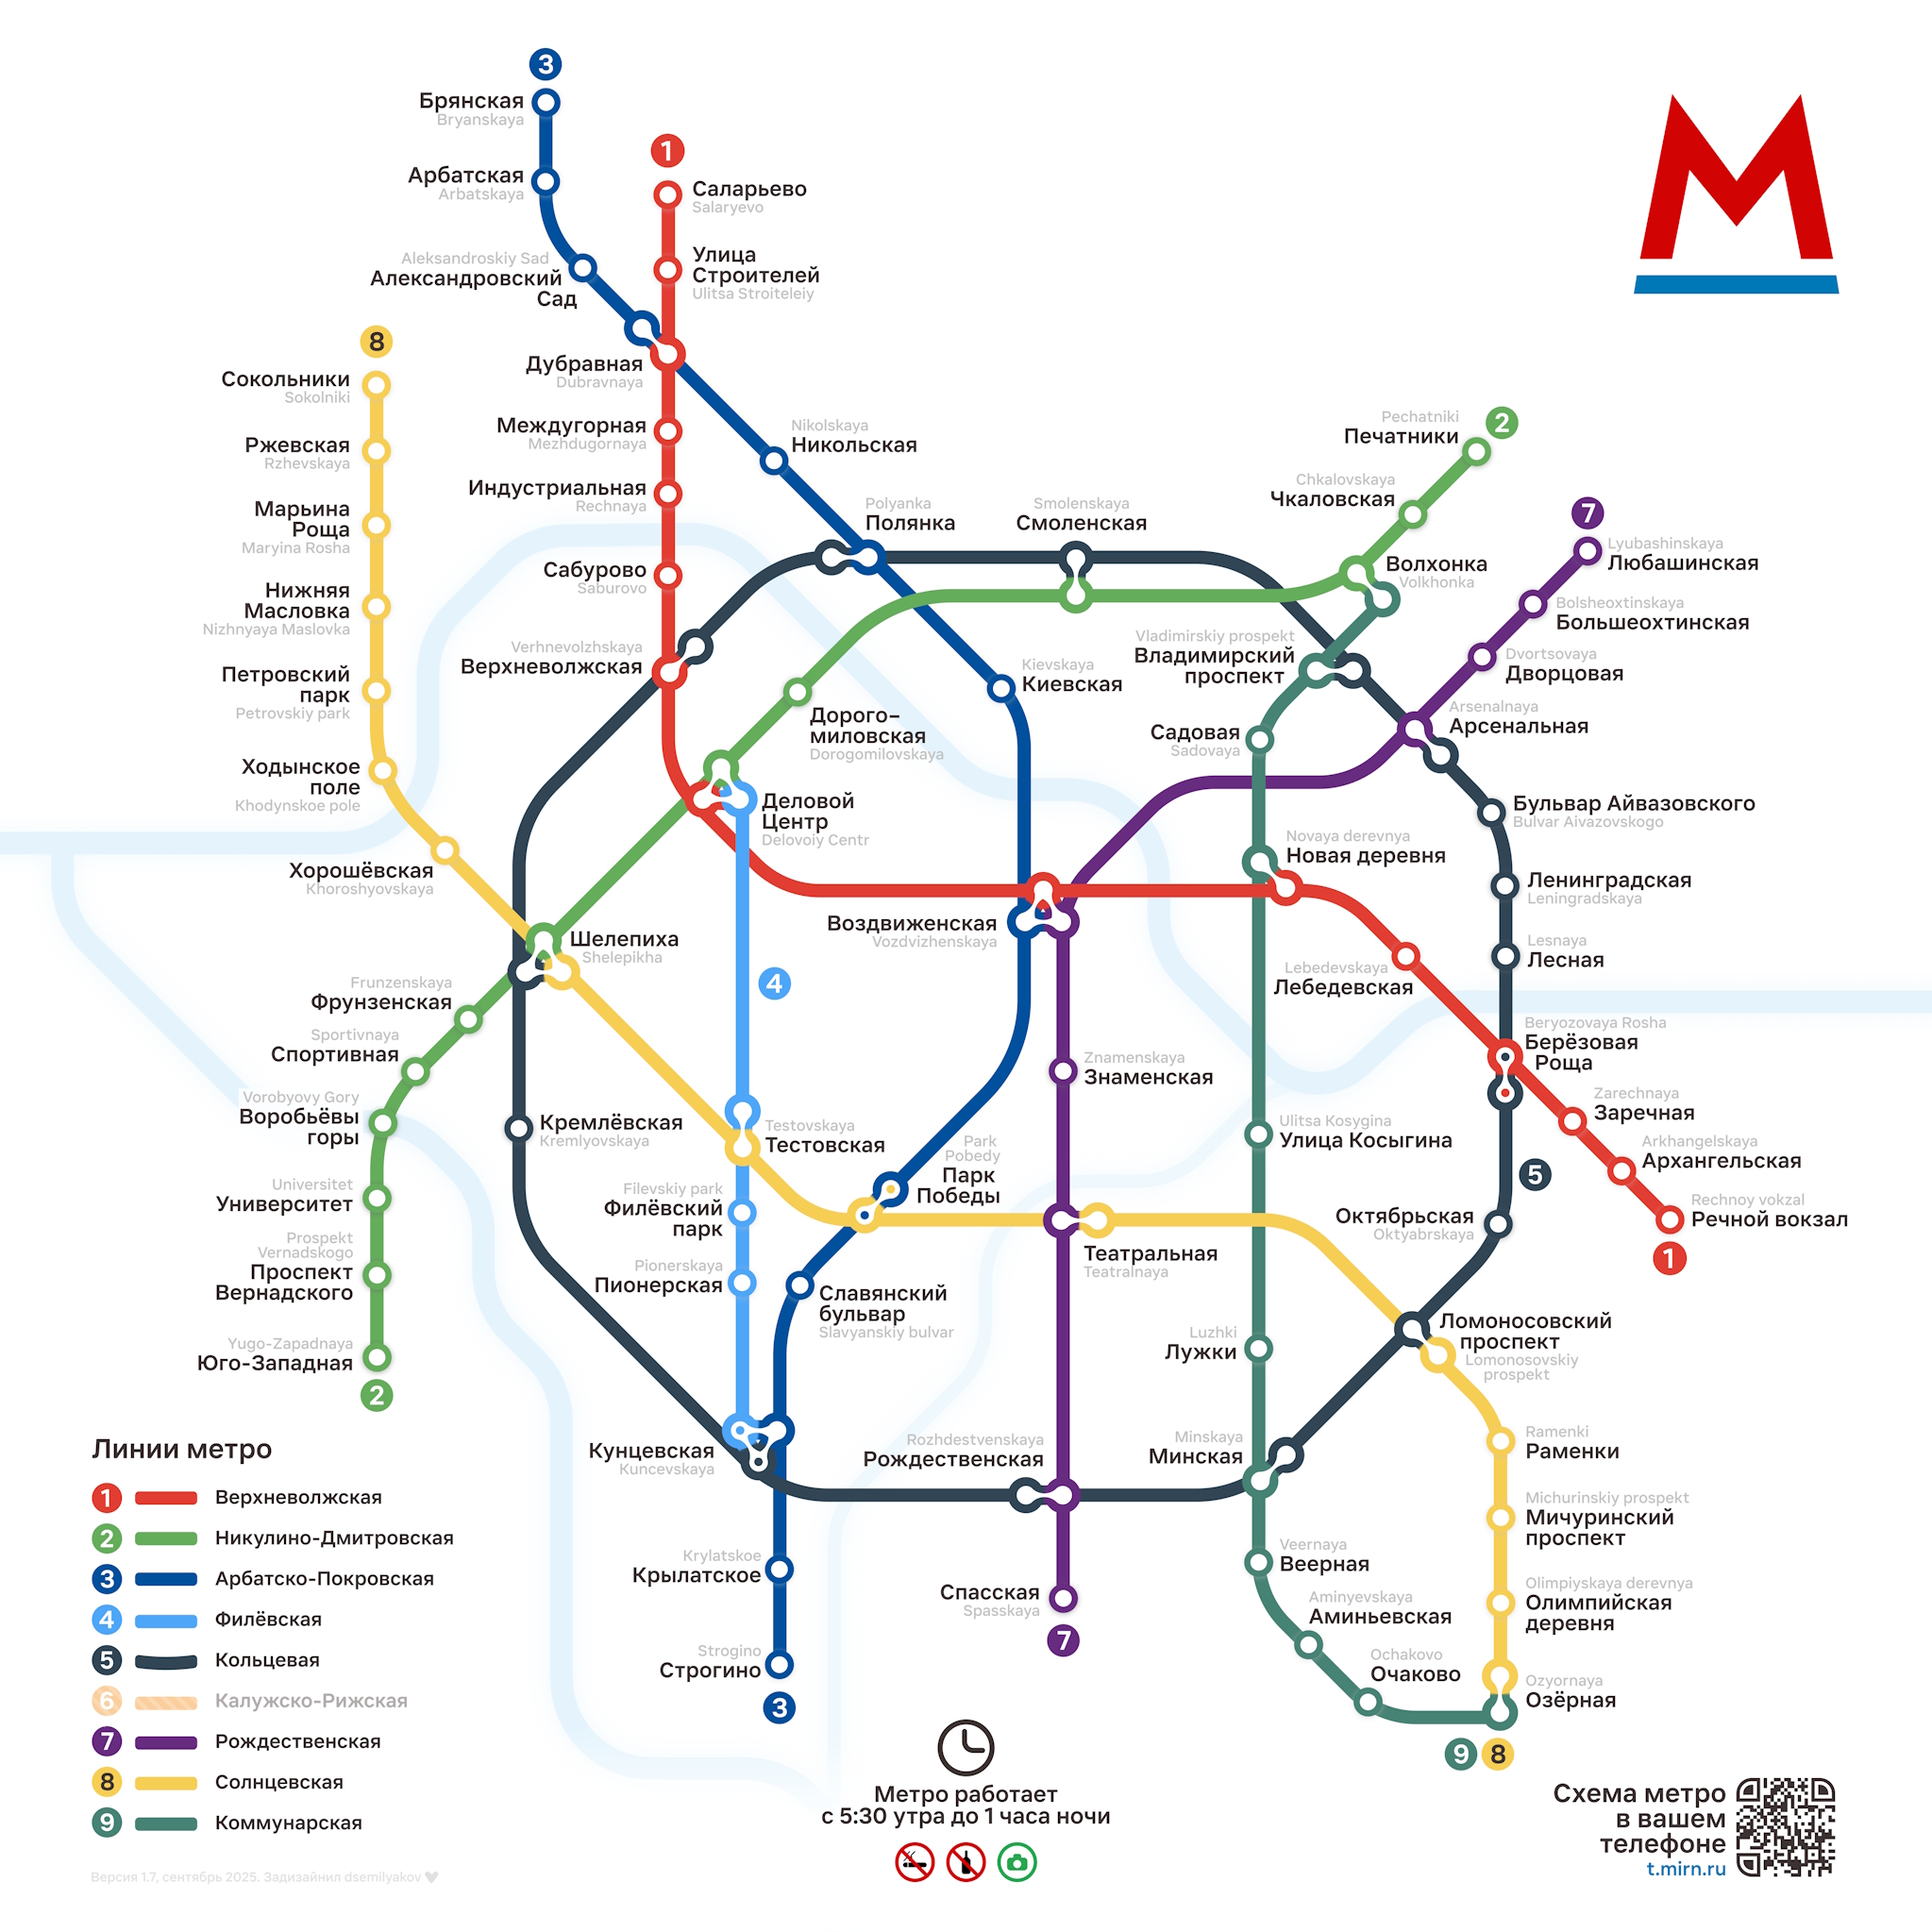 3
Брянская
Bryanskaya
Арбатская
Arbatskaya
Aleksandroskiy Sad
Александровский
Сад
1
Саларьево
Salaryevo
Улица
Строителей
Ulitsa Stroiteleiy
Дубравная
Dubravnaya
Междугорная
Mezhdugornaya
Индустриальная
Rechnaya
Сабурово
Saburovo
Verhnevolzhskaya
Верхневолжская
8
Сокольники
Sokolniki
Ржевская
Rzhevskaya
Марьина
Роща
Maryina Rosha
Нижняя
Масловка
Nizhnyaya Maslovka
Петровский
парк
Petrovskiy park
Ходынское
поле
Khodynskoe pole
Хорошёвская
Khoroshyovskaya
Nikolskaya
Никольская
Polyanka
Полянка
Smolenskaya
Смоленская
Kievskaya
Киевская
Дорого-
миловская
Dorogomilovskaya
Деловой
Центр
Delovoiy Centr
2
Pechatniki
Печатники
Chkalovskaya
Чкаловская
Волхонка
Volkhonka
7
Lyubashinskaya
Любашинская
Bolsheoxtinskaya
Большеохтинская
Dvortsovaya
Дворцовая
Arsenalnaya
Арсенальная
Vladimirskiy prospekt
Владимирский
проспект
Садовая
Sadovaya
Бульвар Айвазовского
Bulvar Aivazovskogo
Novaya derevnya
Новая деревня
Ленинградская
Leningradskaya
Lesnaya
Лесная
Воздвиженская
Vozdvizhenskaya
Lebedevskaya
Лебедевская
Beryozovaya Rosha
Берёзовая
Роща
Zarechnaya
Заречная
Arkhangelskaya
Архангельская
Rechnoy vokzal
Речной вокзал
1
Шелепиха
Shelepikha
Frunzenskaya
Фрунзенская
Sportivnaya
Спортивная
Vorobyovy Gory
Воробьёвы
горы
Universitet
Университет
Prospekt
Vernadskogo
Проспект
Вернадского
Yugo-Zapadnaya
Юго-Западная
2
4
Кремлёвская
Kremlyovskaya
Testovskaya
Тестовская
Filevskiy park
Филёвский
парк
Pionerskaya
Пионерская
Park
Pobedy
Парк
Победы
Славянский
бульвар
Slavyanskiy bulvar
Znamenskaya
Знаменская
Театральная
Teatralnaya
Ulitsa Kosygina
Улица Косыгина
5
Октябрьская
Oktyabrskaya
Luzhki
Лужки
Ломоносовский
проспект
Lomonosovskiy
prospekt
Кунцевская
Kuncevskaya
Rozhdestvenskaya
Рождественская
Minskaya
Минская
Ramenki
Раменки
Michurinskiy prospekt
Мичуринский
проспект
Olimpiyskaya derevnya
Олимпийская
деревня
Ozyornaya
Озёрная
Krylatskoe
Крылатское
Strogino
Строгино
3
Спасская
Spasskaya
7
Veernaya
Веерная
Aminyevskaya
Аминьевская
Ochakovo
Очаково
9 8
Линии метро
1 Верхневолжская
2 Никулино-Дмитровская
3 Арбатско-Покровская
4 Филёвская
5 Кольцевая
6 Калужско-Рижская
7 Рождественская
8 Солнцевская
9 Коммунарская
Версия 1.7, сентябрь 2025. Задизайнил dsemilyakov
Метро работает
с 5:30 утра до 1 часа ночи
Схема метро
в вашем
телефоне
t.mirn.ru